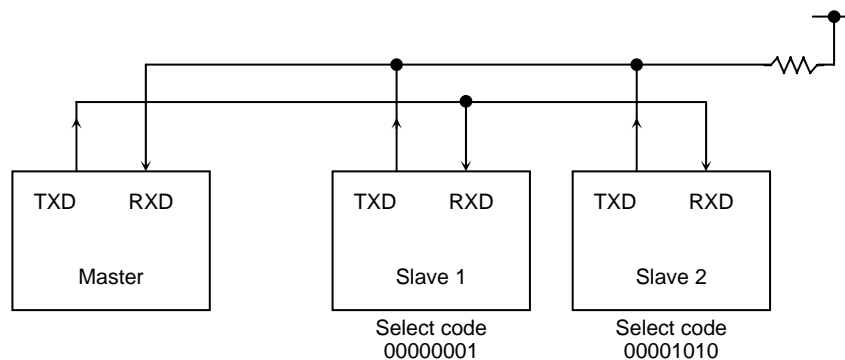 TXD RXD
Master
TXD RXD
Slave 1
Select code
00000001
TXD RXD
Slave 2
Select code
00001010